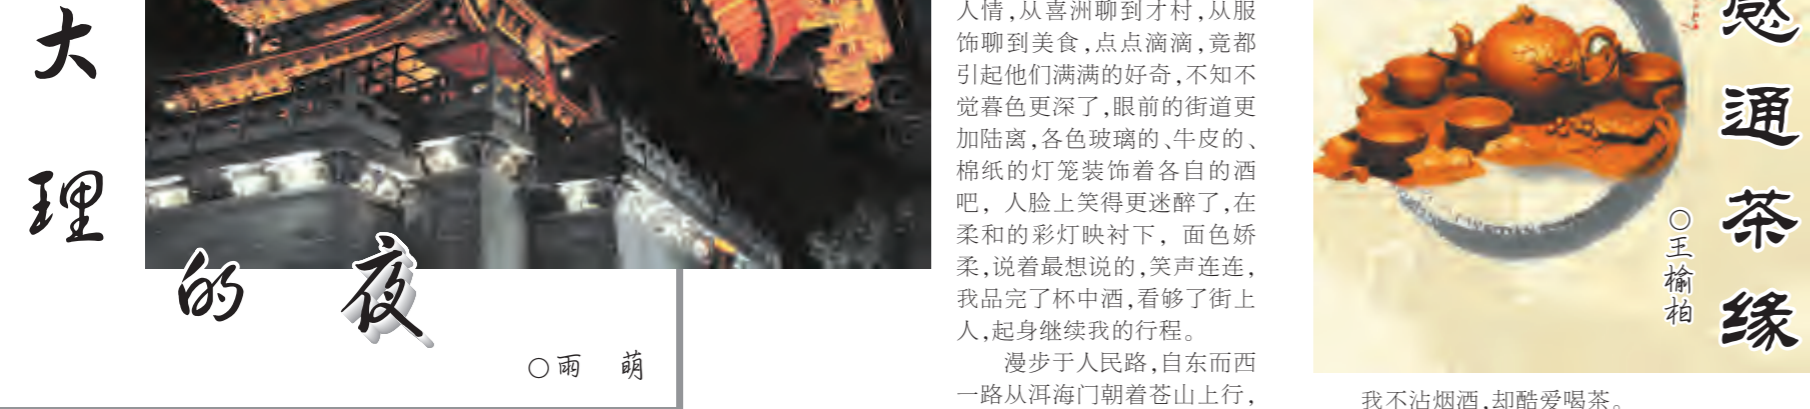 大理
的夜
○雨 萌
人情,从喜洲聊到才村,从服
饰聊到美食,点点滴滴,竟都
引起他们满满的好奇,不知不
觉暮色更深了,眼前的街道更
加陆离,各色玻璃的、牛皮的、
棉纸的灯笼装饰着各自的酒
吧，人脸上笑得更迷醉了,在
柔和的彩灯映衬下，面色娇
柔,说着最想说的,笑声连连,
我品完了杯中酒,看够了街上
人,起身继续我的行程。
漫步于人民路,自东而西
一路从洱海门朝着苍山上行,
感通茶缘
○王榆柏
我不沾烟酒,却酷爱喝茶。